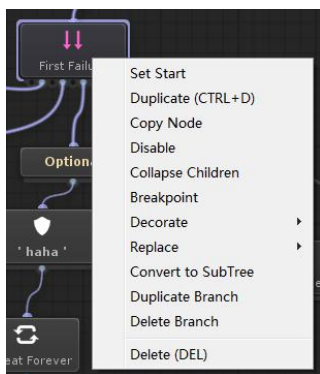 First Failu
Set Start
Duplicate (CTRL+D)
Copy Node
Disable
Collapse Children
Breakpoint
Decorate
Replace
Convert to SubTree
Duplicate Branch
Delete Branch
Delete (DEL)
Optiona
' haha '
eat Forever